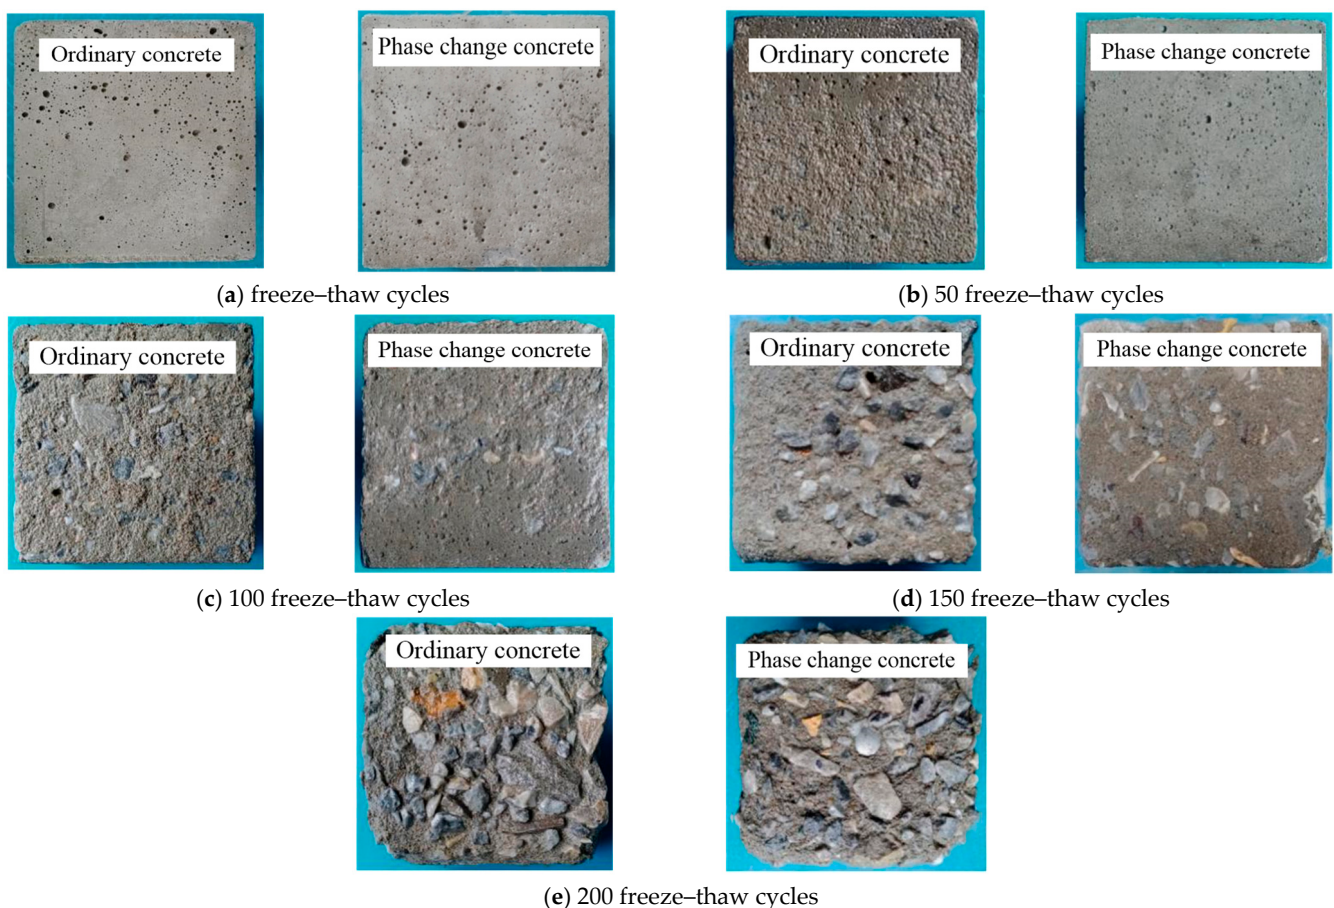 Ordinary concrete
Phase change concrete
Ordinary concrete
Phase change concrete
(a) freeze–thaw cycles
(b) 50 freeze–thaw cycles
Ordinary concrete
Phase change concrete
Ordinary concrete
Phase change concrete
(c) 100 freeze–thaw cycles
(d) 150 freeze–thaw cycles
Ordinary concrete
Phase change concrete
(e) 200 freeze–thaw cycles